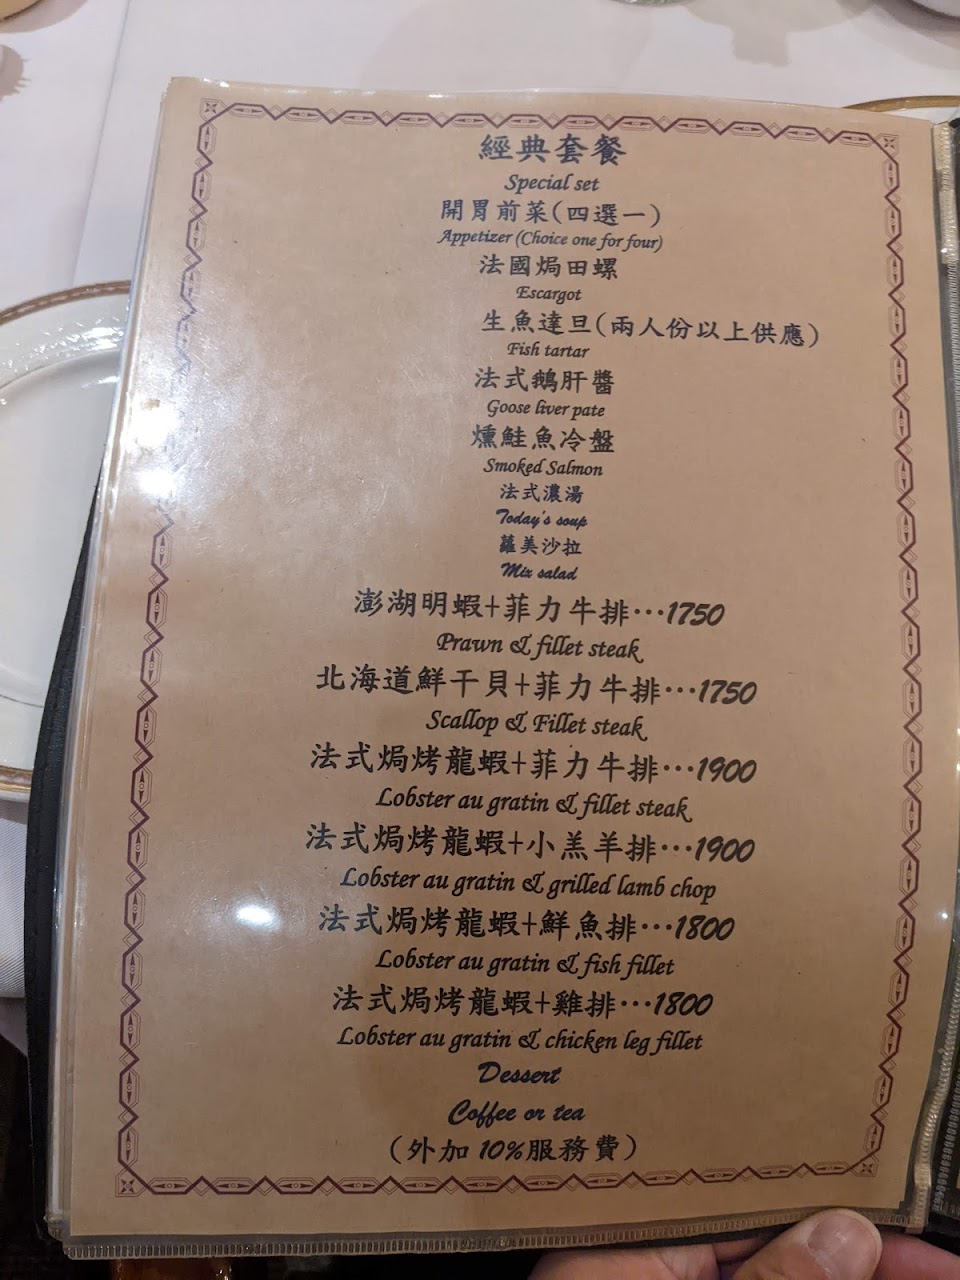 經典套餐
Special set
開胃前菜(四選一)
Appetizer (Choice one for four)
法國焗田螺
Escargot
生魚達旦(兩人份以上供應)
Fish tartar
法式鵝肝醬
Goose liver pate
燻鮭魚冷盤
Smoked Salmon
法式濃湯
Today's soup
蘿美沙拉
Mix salad
澎湖明蝦+菲力牛排…1750
Prawn & fillet steak
北海道鮮干貝+菲力牛排…1750
Scallop & Fillet steak
法式焗烤龍蝦+菲力牛排…1900
Lobster au gratin & fillet steak
法式焗烤龍蝦+小羔羊排…1900
Lobster au gratin & grilled lamb chop
法式焗烤龍蝦+鮮魚排…1800
Lobster au gratin & fish fillet
法式焗烤龍蝦+雞排…1800
Lobster au gratin & chicken leg fillet
Dessert
Coffee or tea
(外加 10%服務費)